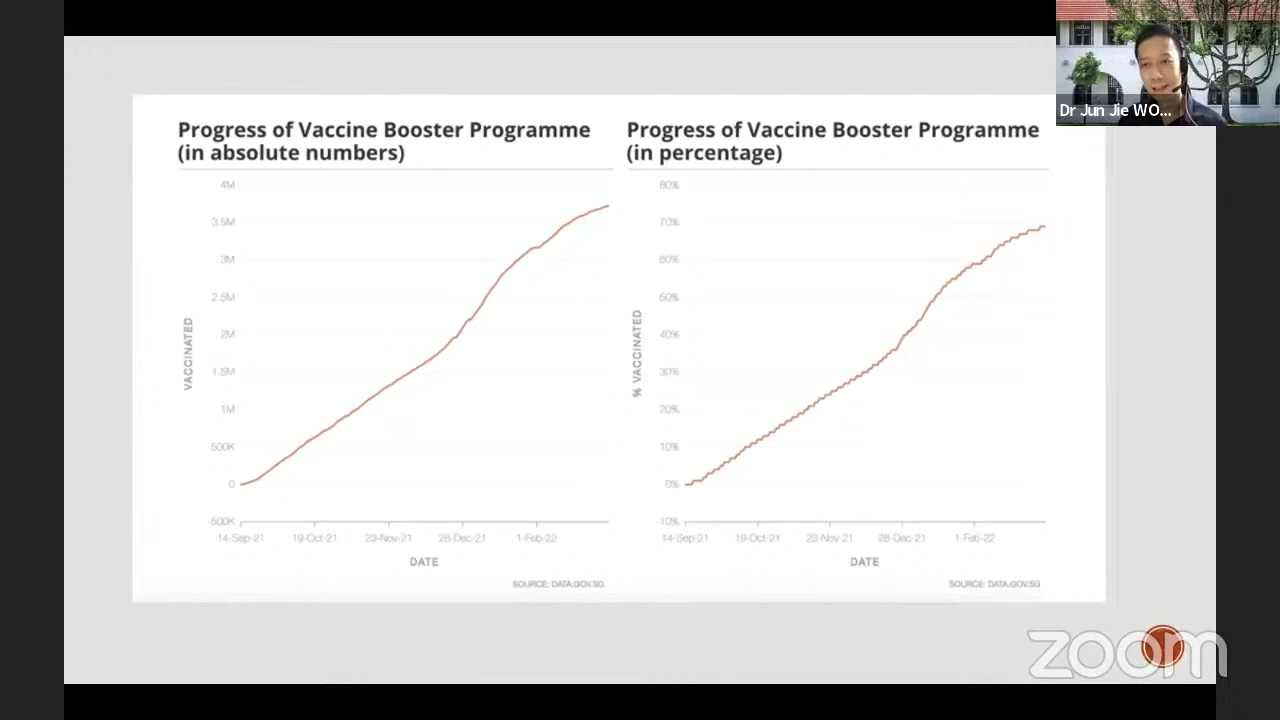 Dr Jun Jie WO...
Progress of Vaccine Booster Programme
(in absolute numbers)
4M
3.5M
3M
2.5M
2M
1.5M
1M
500K
0
-500K
VACCINATED
14-Sep-21
19-Oct-21
23-Nov-21
28-Dec-21
1-Feb-22
DATE
SOURCE: DATA.GOV.SG
Progress of Vaccine Booster Programme
(in percentage)
80%
70%
60%
50%
40%
30%
20%
10%
0%
-10%
% VACCINATED
14-Sep-21
19-Oct-21
23-Nov-21
28-Dec-21
1-Feb-22
DATE
SOURCE: DATA.GOV.SG
zoom